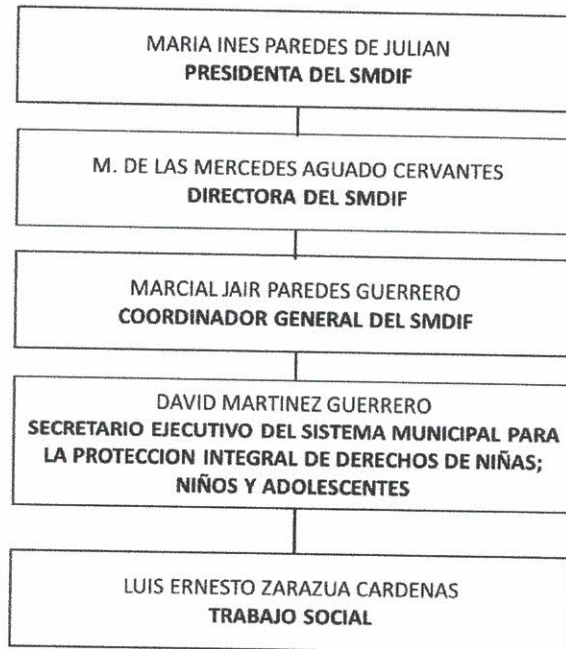 MARIA INES PAREDES DE JULIAN
PRESIDENTA DEL SMDIF
M. DE LAS MERCEDES AGUADO CERVANTES
DIRECTORA DEL SMDIF
MARCIAL JAIR PAREDES GUERRERO
COORDINADOR GENERAL DEL SMDIF
DAVID MARTINEZ GUERRERO
SECRETARIO EJECUTIVO DEL SISTEMA MUNICIPAL PARA
LA PROTECCION INTEGRAL DE DERECHOS DE NIÑAS;
NIÑOS Y ADOLESCENTES
LUIS ERNESTO ZARAZUA CARDENAS
TRABAJO SOCIAL